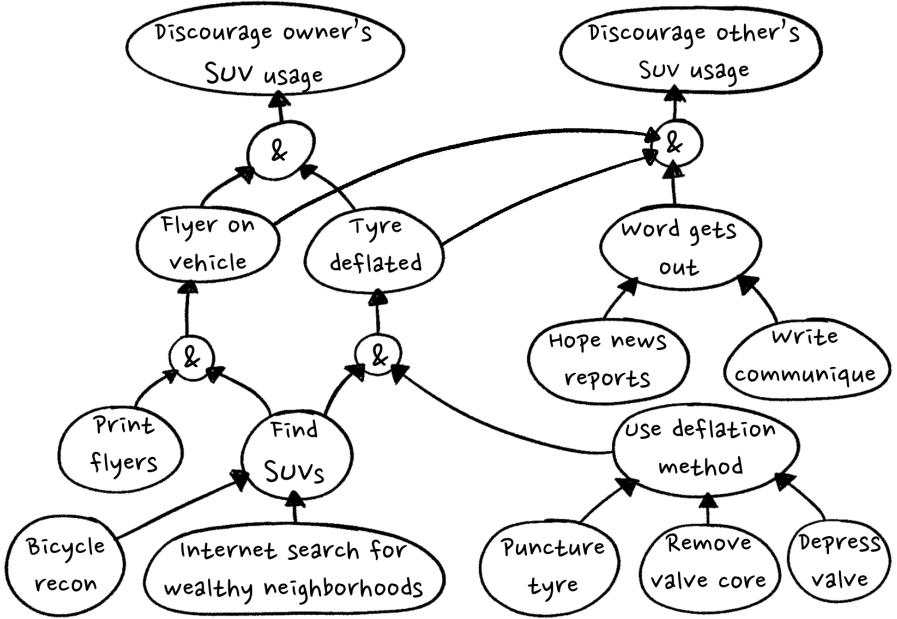 Discourage owner's
SUV usage
Discourage other's
SUV usage
&
&
Flyer on
vehicle
Tyre
deflated
Word gets
out
&
&
Hope news
reports
Write
communique
Print
flyers
Find
SUVs
Use deflation
method
Bicycle
recon
Internet search for
wealthy neighborhoods
Puncture
tyre
Remove
valve core
Depress
valve